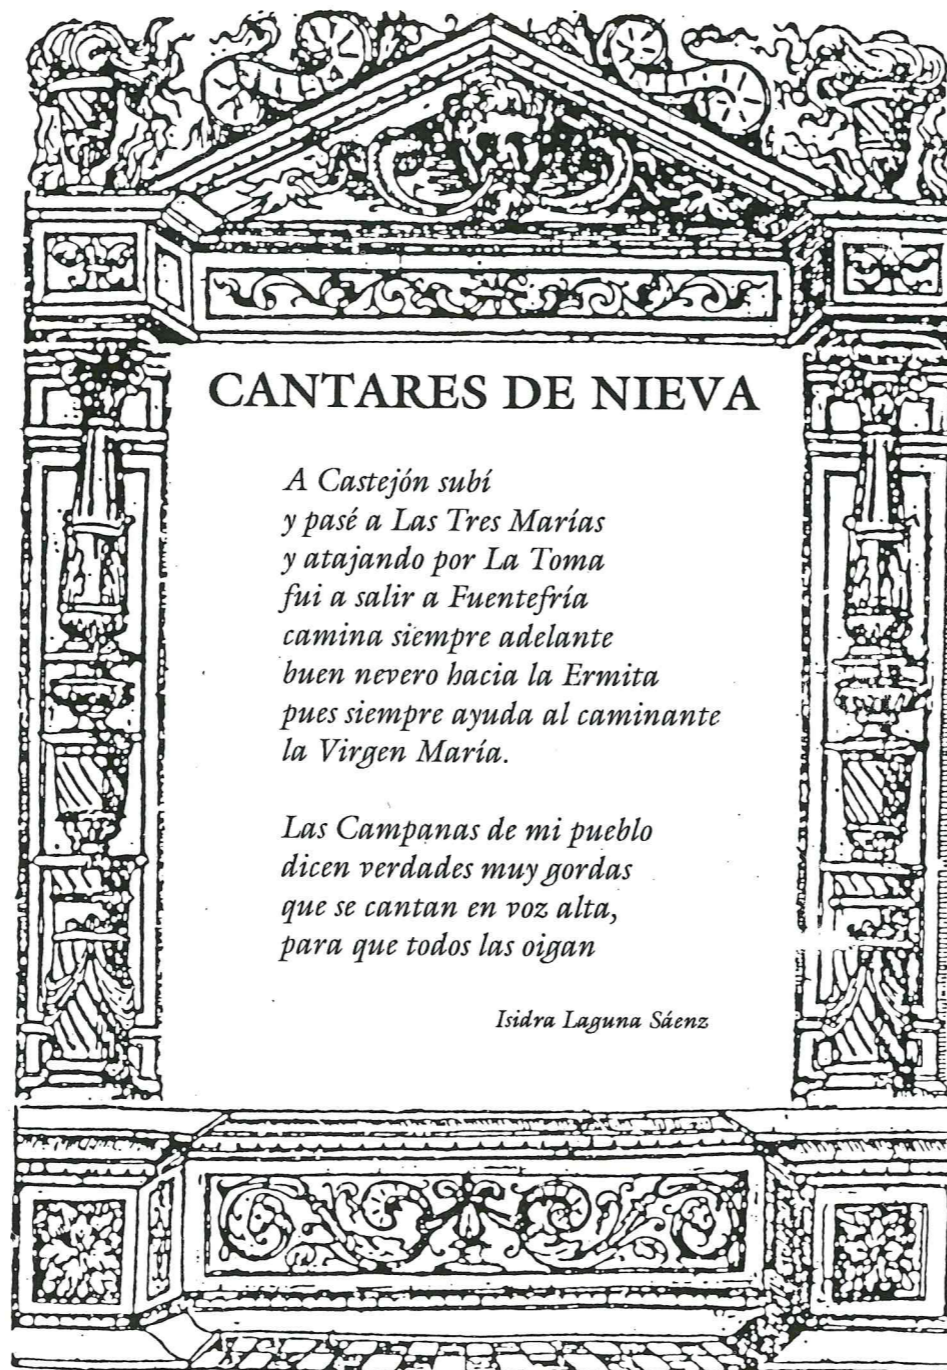 CANTARES DE NIEVA
A Castejón subí
y pasé a Las Tres Marías
y atajando por La Toma
fui a salir a Fuentefría
camina siempre adelante
buen nevero hacia la Ermita
pues siempre ayuda al caminante
la Virgen María.
Las Campanas de mi pueblo
dicen verdades muy gordas
que se cantan en voz alta,
para que todos las oigan
Isidra Laguna Sáenz